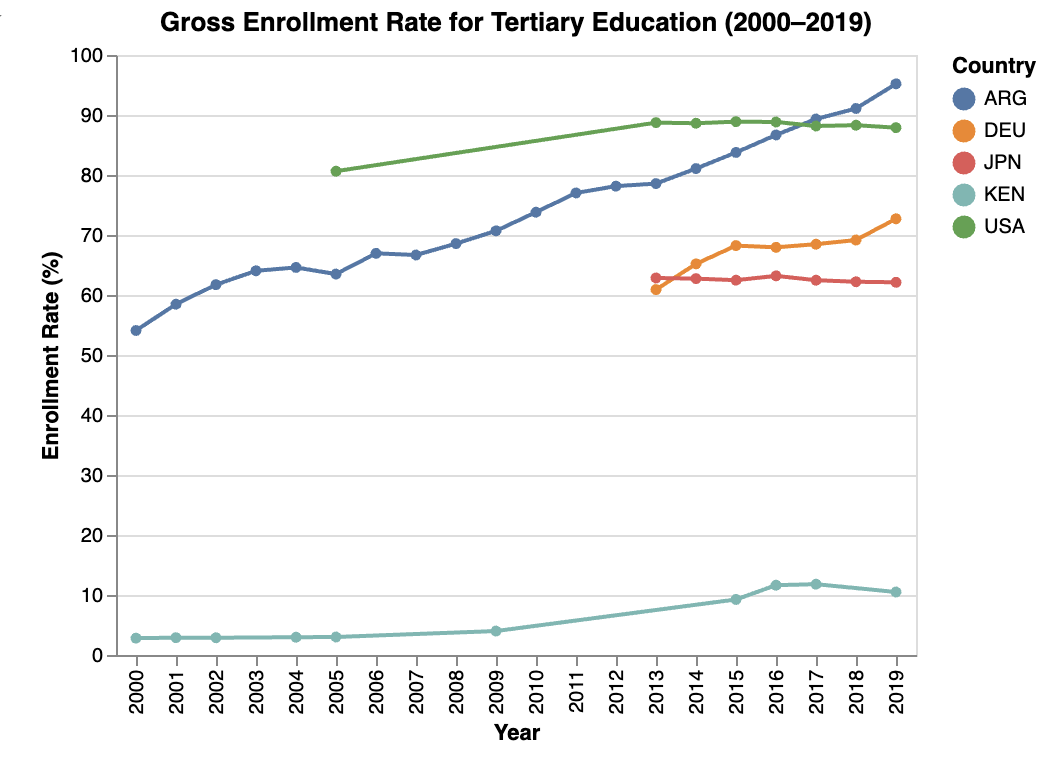 Gross Enrollment Rate for Tertiary Education (2000–2019)
Country
ARG
DEU
JPN
KEN
USA
Enrollment Rate (%)
100
90
80
70
60
50
40
30
20
10
0
2000 2001 2002 2003 2004 2005 2006 2007 2008 2009 2010 2011 2012 2013 2014 2015 2016 2017 2018 2019
Year